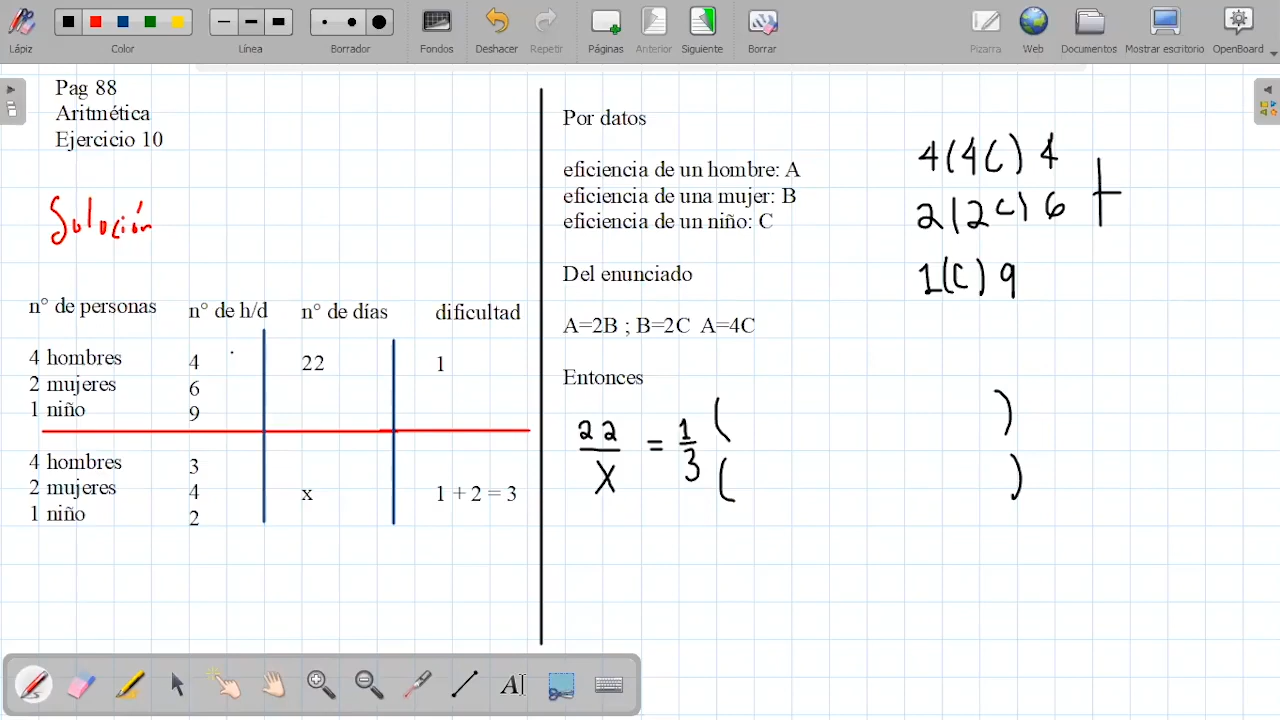 Lápiz
Color
Línea
Borrador
Fondos
Deshacer
Repetir
Páginas
Anterior
Siguiente
Borrar
Pizarra
Web
Documentos
Mostrar escritorio
OpenBoard
Pag 88
Aritmética
Ejercicio 10
Solución
n° de personas n° de h/d n° de días dificultad
4 hombres 4 22 1
2 mujeres 6
1 niño 9
4 hombres 3
2 mujeres 4 x 1 + 2 = 3
1 niño 2
Por datos
eficiencia de un hombre: A
eficiencia de una mujer: B
eficiencia de un niño: C
Del enunciado
A=2B ; B=2C A=4C
Entonces
22/X = 1/3 ( ) ( )
4(4C) 4
2(2C) 6
1(C) 9
+
AI